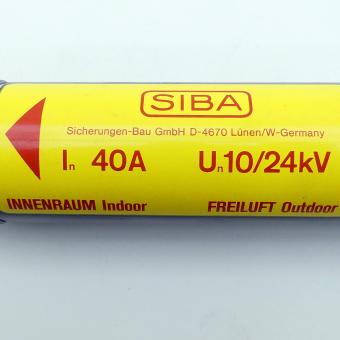 SIBA
Sicherungen-Bau GmbH D-4670 Lünen/W-Germany
In 40A Un10/24kV
INNENRAUM Indoor FREILUFT Outdoor